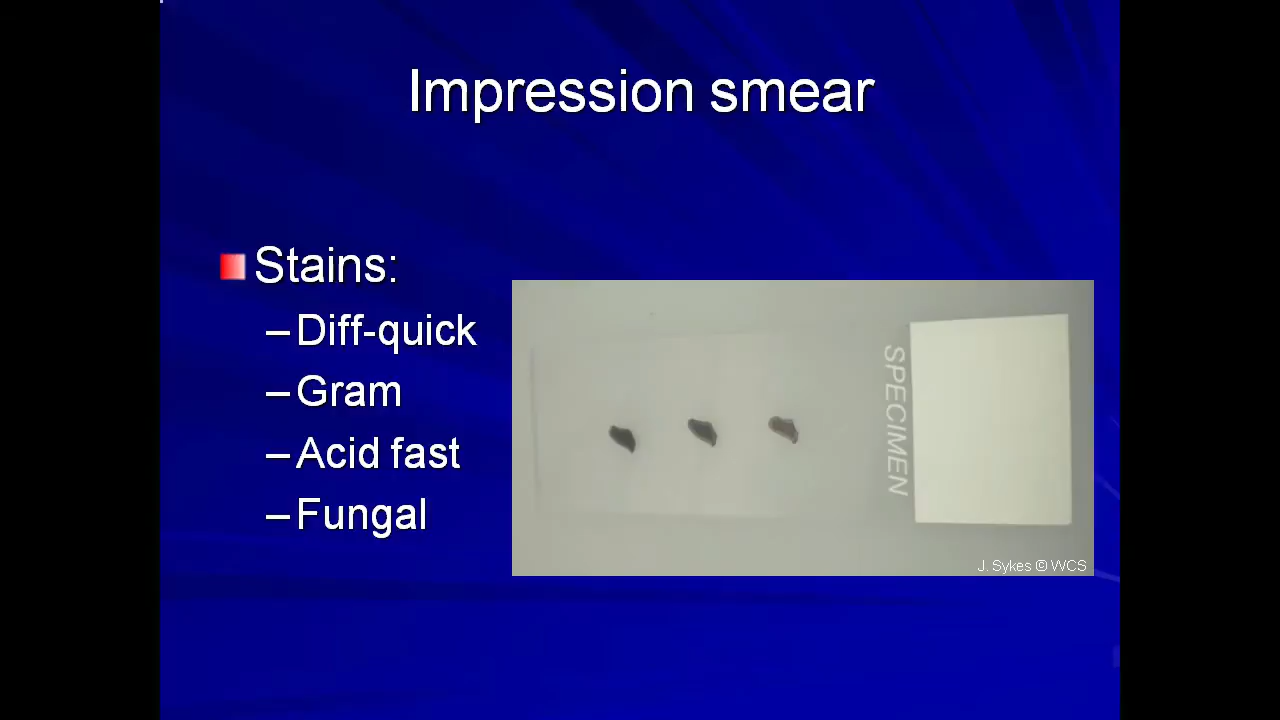 Impression smear
Stains:
–Diff-quick
–Gram
–Acid fast
–Fungal
SPECIMEN
J. Sykes © WCS